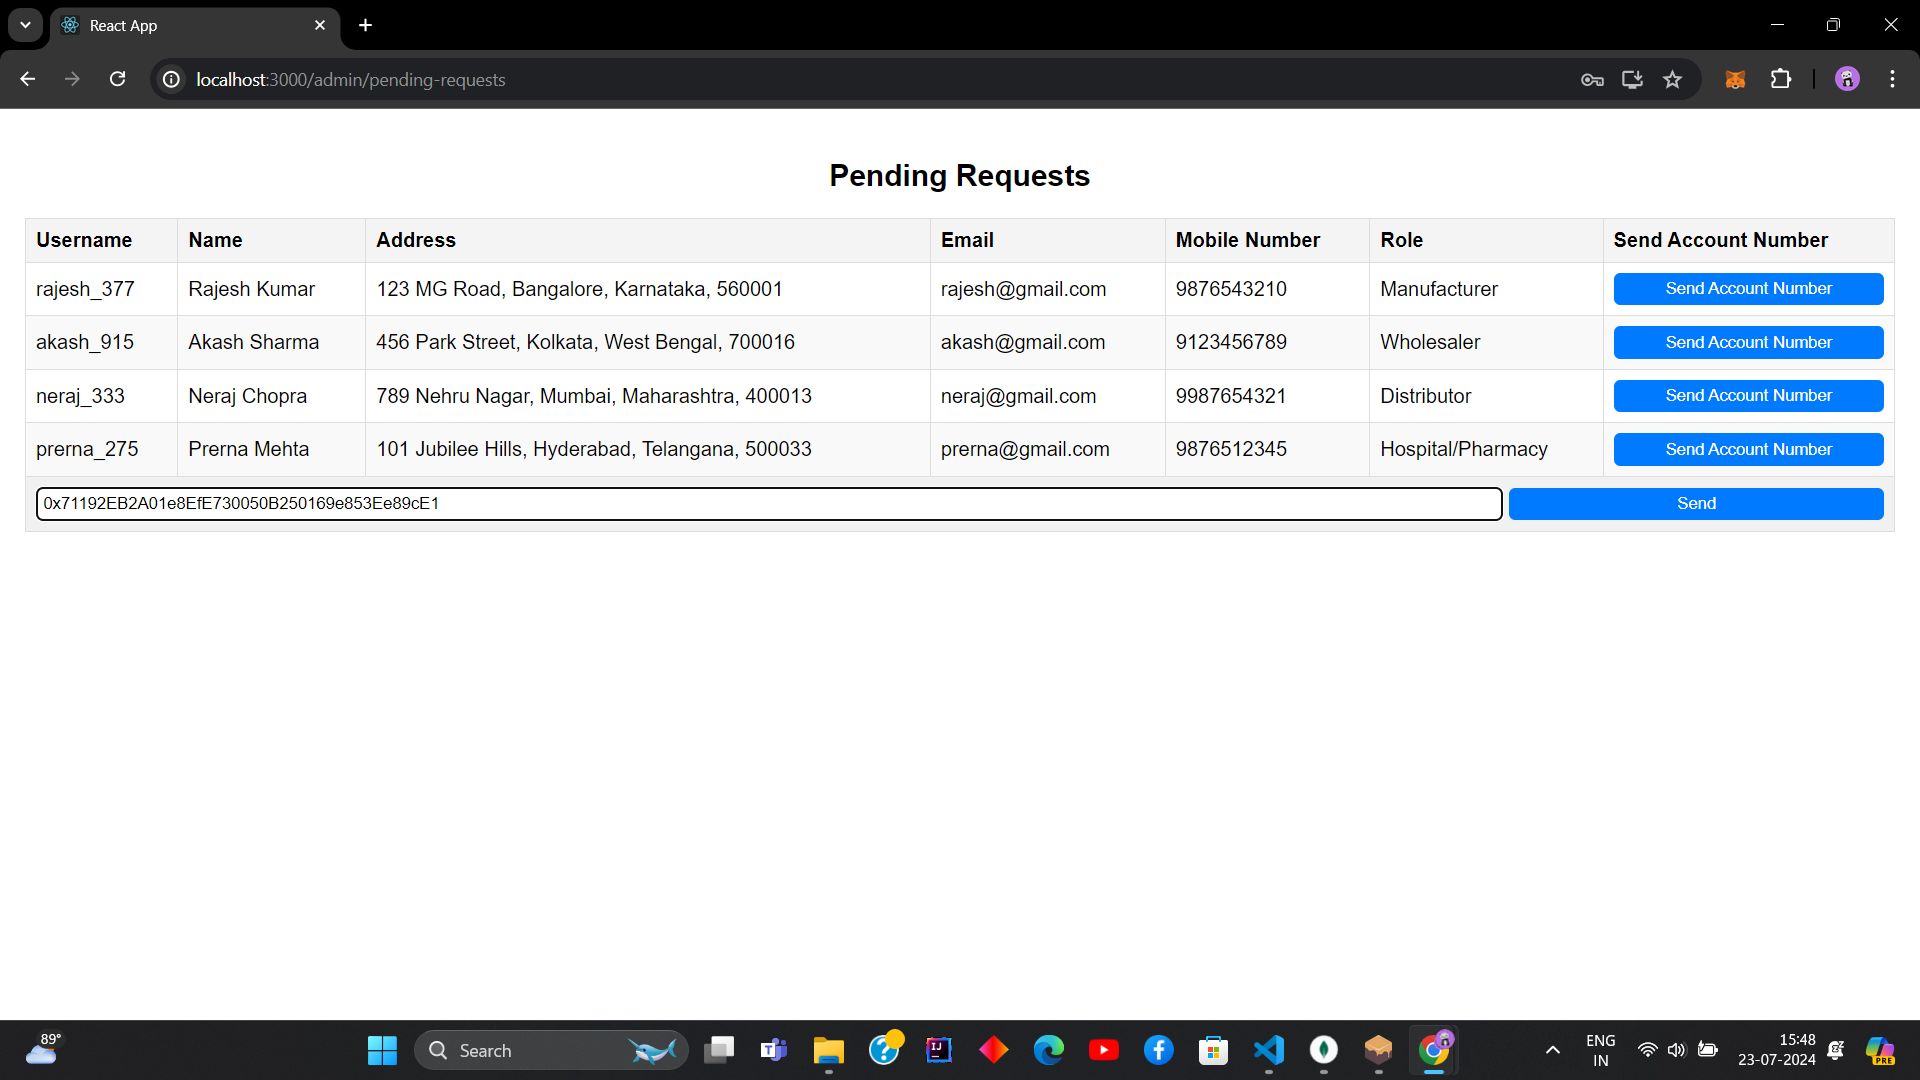 React App
localhost:3000/admin/pending-requests
Pending Requests
Username Name Address Email Mobile Number Role Send Account Number
rajesh_377 Rajesh Kumar 123 MG Road, Bangalore, Karnataka, 560001 rajesh@gmail.com 9876543210 Manufacturer Send Account Number
akash_915 Akash Sharma 456 Park Street, Kolkata, West Bengal, 700016 akash@gmail.com 9123456789 Wholesaler Send Account Number
neraj_333 Neraj Chopra 789 Nehru Nagar, Mumbai, Maharashtra, 400013 neraj@gmail.com 9987654321 Distributor Send Account Number
prerna_275 Prerna Mehta 101 Jubilee Hills, Hyderabad, Telangana, 500033 prerna@gmail.com 9876512345 Hospital/Pharmacy Send Account Number
0x71192EB2A01e8EfE730050B250169e853Ee89cE1 Send
89°
Search
IJ
ENG
IN
15:48
23-07-2024
PRE